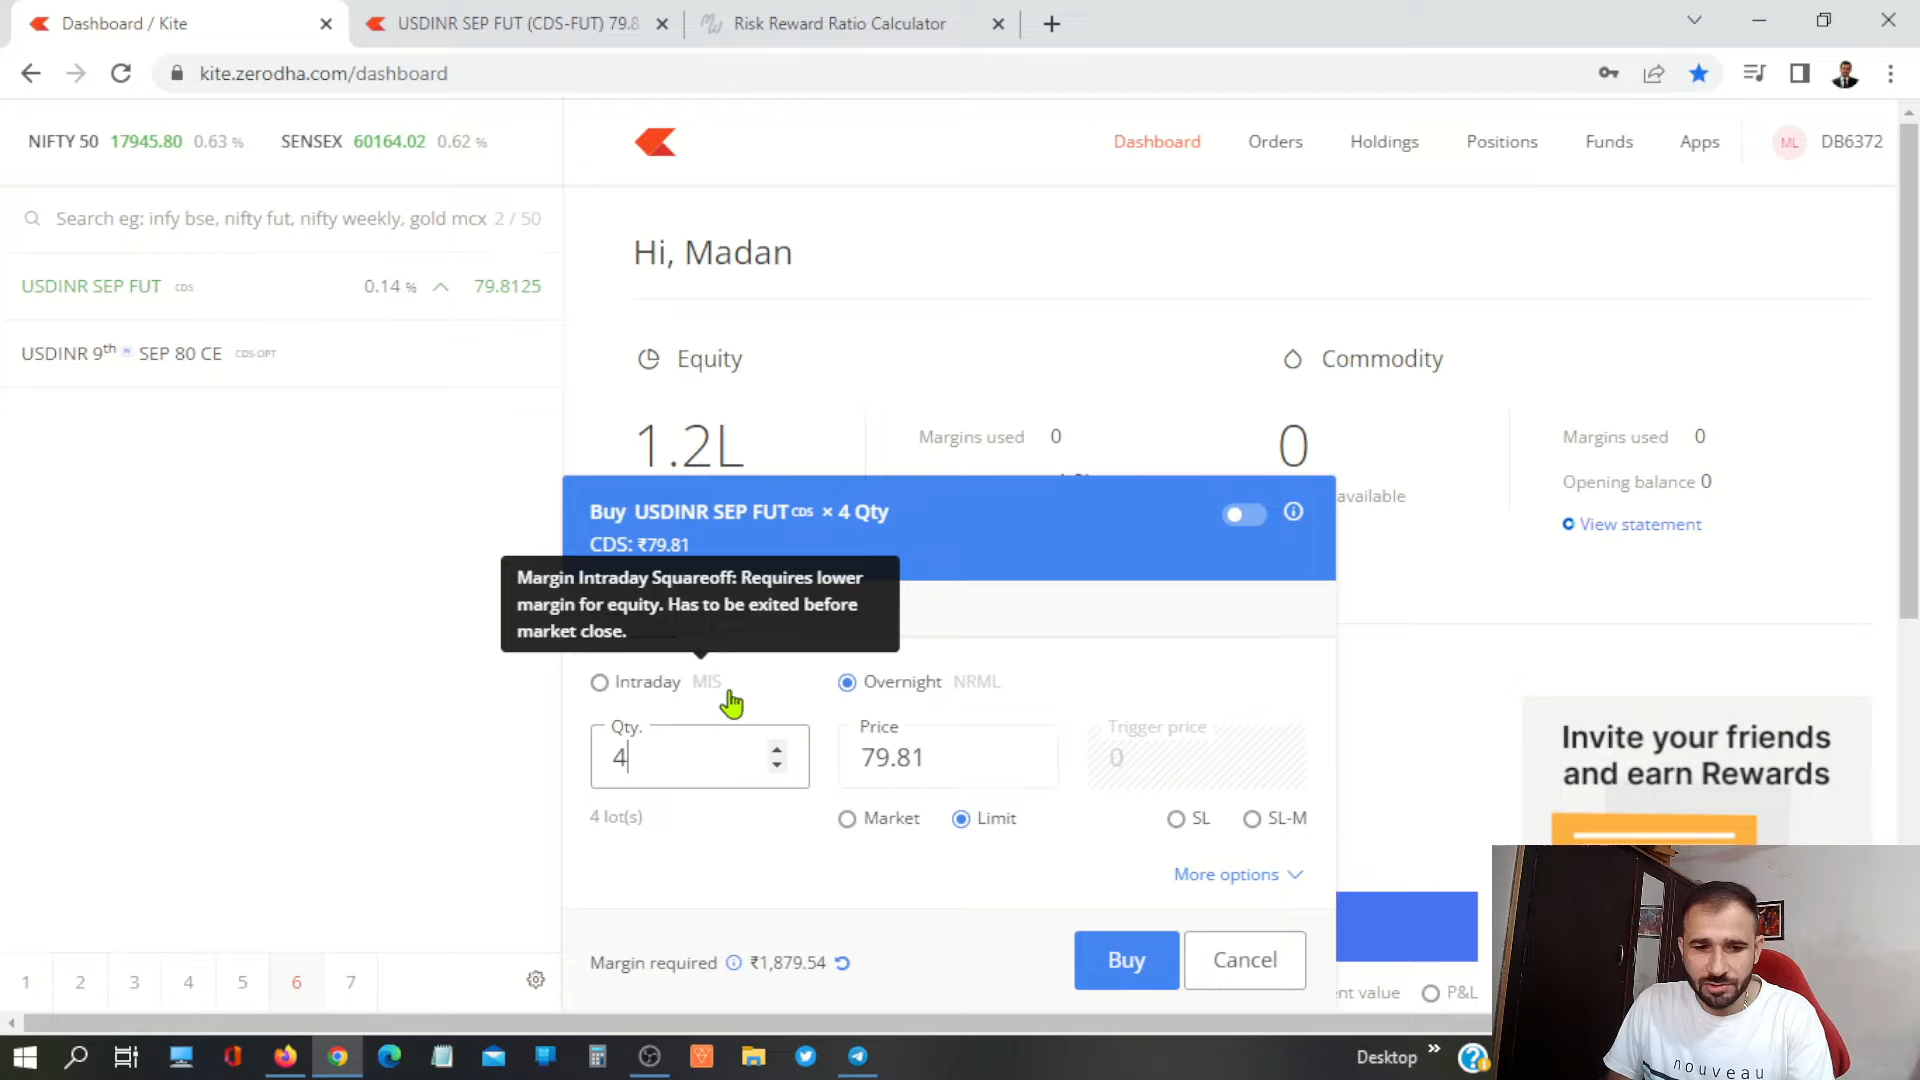 Dashboard / Kite
USDINR SEP FUT (CDS-FUT) 79.8
Risk Reward Ratio Calculator
kite.zerodha.com/dashboard
NIFTY 50 17945.80 0.63 % SENSEX 60164.02 0.62 %
Dashboard Orders Holdings Positions Funds Apps ML DB6372
Search eg: infy bse, nifty fut, nifty weekly, gold mcx 2 / 50
Hi, Madan
USDINR SEP FUT CDS 0.14 % 79.8125
USDINR 9th w SEP 80 CE CDS-OPT
Equity
Commodity
1.2L
Margins used 0
0
Margins used 0
available
Opening balance 0
View statement
Buy USDINR SEP FUT CDS × 4 Qty
CDS: ₹79.81
Margin Intraday Squareoff: Requires lower
margin for equity. Has to be exited before
market close.
Intraday MIS
Overnight NRML
Qty.
4
Price
79.81
Trigger price
0
4 lot(s)
Market Limit
SL SL-M
More options
Margin required ₹1,879.54
Buy Cancel
Invite your friends
and earn Rewards
nt value P&L
1 2 3 4 5 6 7
Desktop
nouveau